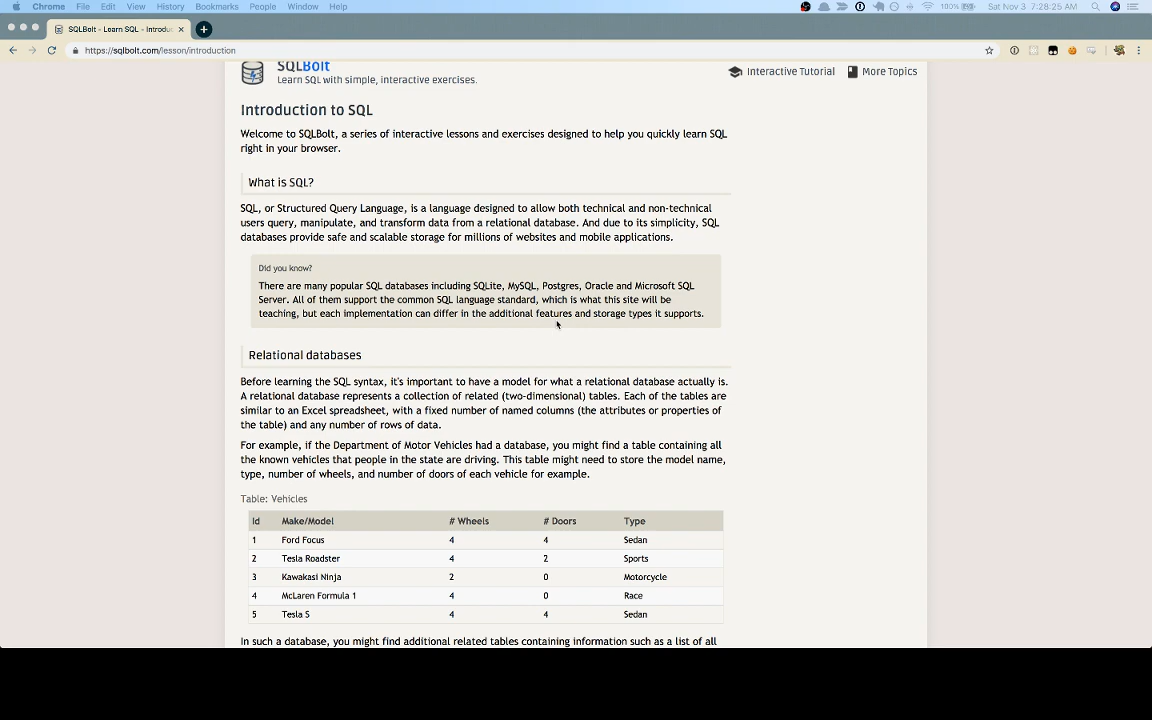 Chrome File Edit View History Bookmarks People Window Help 100% Sat Nov 3 7:28:25 AM
SQLBolt - Learn SQL - Introduc
https://sqlbolt.com/lesson/introduction
SQLBolt
Learn SQL with simple, interactive exercises.
Interactive Tutorial More Topics
Introduction to SQL
Welcome to SQLBolt, a series of interactive lessons and exercises designed to help you quickly learn SQL
right in your browser.
What is SQL?
SQL, or Structured Query Language, is a language designed to allow both technical and non-technical
users query, manipulate, and transform data from a relational database. And due to its simplicity, SQL
databases provide safe and scalable storage for millions of websites and mobile applications.
Did you know?
There are many popular SQL databases including SQLite, MySQL, Postgres, Oracle and Microsoft SQL
Server. All of them support the common SQL language standard, which is what this site will be
teaching, but each implementation can differ in the additional features and storage types it supports.
Relational databases
Before learning the SQL syntax, it's important to have a model for what a relational database actually is.
A relational database represents a collection of related (two-dimensional) tables. Each of the tables are
similar to an Excel spreadsheet, with a fixed number of named columns (the attributes or properties of
the table) and any number of rows of data.
For example, if the Department of Motor Vehicles had a database, you might find a table containing all
the known vehicles that people in the state are driving. This table might need to store the model name,
type, number of wheels, and number of doors of each vehicle for example.
Table: Vehicles
Id Make/Model # Wheels # Doors Type
1 Ford Focus 4 4 Sedan
2 Tesla Roadster 4 2 Sports
3 Kawakasi Ninja 2 0 Motorcycle
4 McLaren Formula 1 4 0 Race
5 Tesla S 4 4 Sedan
In such a database, you might find additional related tables containing information such as a list of all